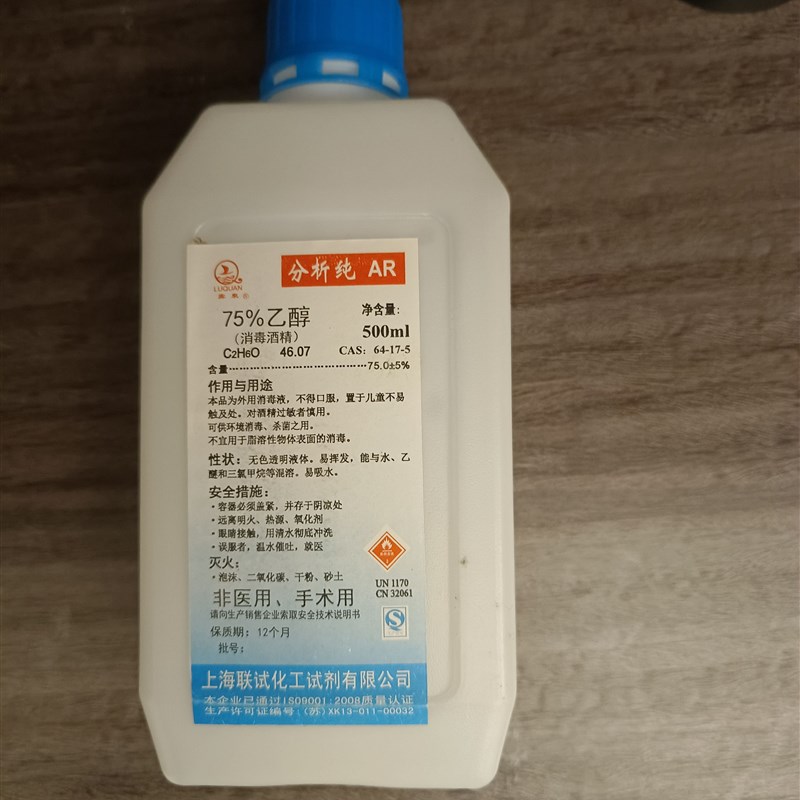 分析纯 AR
LUQUAN
75%乙醇
净含量:
500ml
(消毒酒精)
C2H6O 46.07 CAS: 64-17-5
含量………………………………75.0±5%
作用与用途
本品为外用消毒液，不得口服，置于儿童不易
触及处。对酒精过敏者慎用。
可供环境消毒、杀菌之用。
不宜用于脂溶性物体表面的消毒。
性状：无色透明液体。易挥发，能与水、乙
醚和三氯甲烷等混溶。易吸水。
安全措施：
·容器必须盖紧，并存于阴凉处
·远离明火、热源、氧化剂
·眼睛接触，用清水彻底冲洗
·误服者，温水催吐，就医
灭火：
·泡沫、二氧化碳、干粉、砂土
UN 1170
CN 32061
非医用、手术用
请向生产销售企业索取安全技术说明书
保质期：12个月
批号；
上海联试化工试剂有限公司
本企业已通过ISO9001:2008质量认证
生产许可证编号（苏)XK13-011-00032